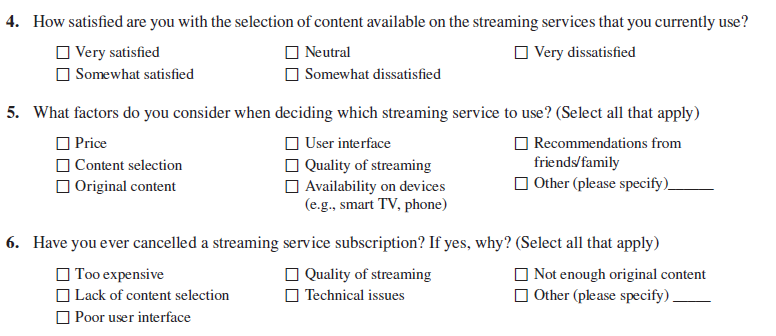 4. How satisfied are you with the selection of content available on the streaming services that you currently use?
☐ Very satisfied ☐ Neutral ☐ Very dissatisfied
☐ Somewhat satisfied ☐ Somewhat dissatisfied
5. What factors do you consider when deciding which streaming service to use? (Select all that apply)
☐ Price ☐ User interface ☐ Recommendations from
☐ Content selection ☐ Quality of streaming friends/family
☐ Original content ☐ Availability on devices ☐ Other (please specify)______
(e.g., smart TV, phone)
6. Have you ever cancelled a streaming service subscription? If yes, why? (Select all that apply)
☐ Too expensive ☐ Quality of streaming ☐ Not enough original content
☐ Lack of content selection ☐ Technical issues ☐ Other (please specify) _____
☐ Poor user interface